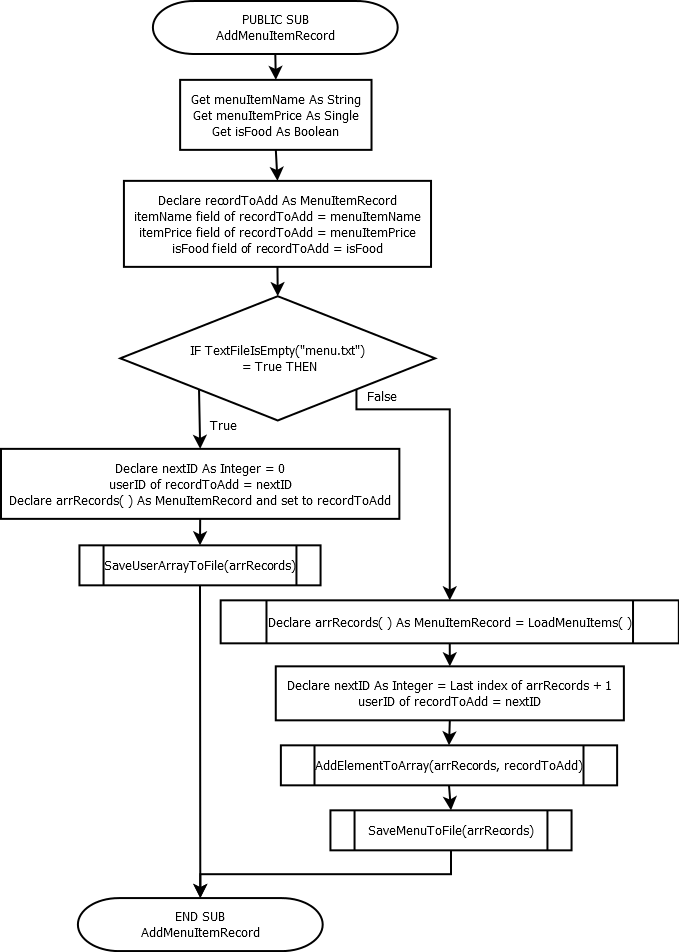 PUBLIC SUB
AddMenuItemRecord
Get menuItemName As String
Get menuItemPrice As Single
Get isFood As Boolean
Declare recordToAdd As MenuItemRecord
itemName field of recordToAdd = menuItemName
itemPrice field of recordToAdd = menuItemPrice
isFood field of recordToAdd = isFood
IF TextFileIsEmpty("menu.txt")
= True THEN
True
False
Declare nextID As Integer = 0
userID of recordToAdd = nextID
Declare arrRecords( ) As MenuItemRecord and set to recordToAdd
SaveUserArrayToFile(arrRecords)
Declare arrRecords( ) As MenuItemRecord = LoadMenuItems( )
Declare nextID As Integer = Last index of arrRecords + 1
userID of recordToAdd = nextID
AddElementToArray(arrRecords, recordToAdd)
SaveMenuToFile(arrRecords)
END SUB
AddMenuItemRecord